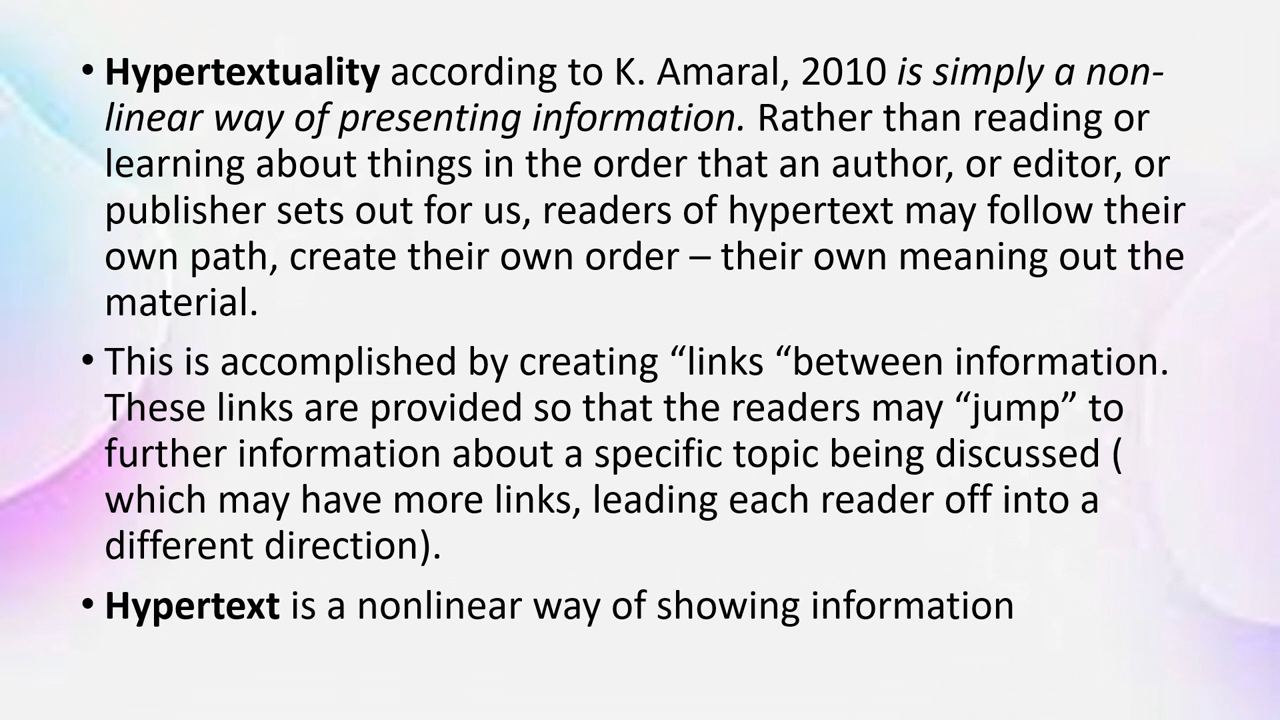 • Hypertextuality according to K. Amaral, 2010 is simply a non-
linear way of presenting information. Rather than reading or
learning about things in the order that an author, or editor, or
publisher sets out for us, readers of hypertext may follow their
own path, create their own order – their own meaning out the
material.
• This is accomplished by creating “links “between information.
These links are provided so that the readers may “jump” to
further information about a specific topic being discussed (
which may have more links, leading each reader off into a
different direction).
• Hypertext is a nonlinear way of showing information